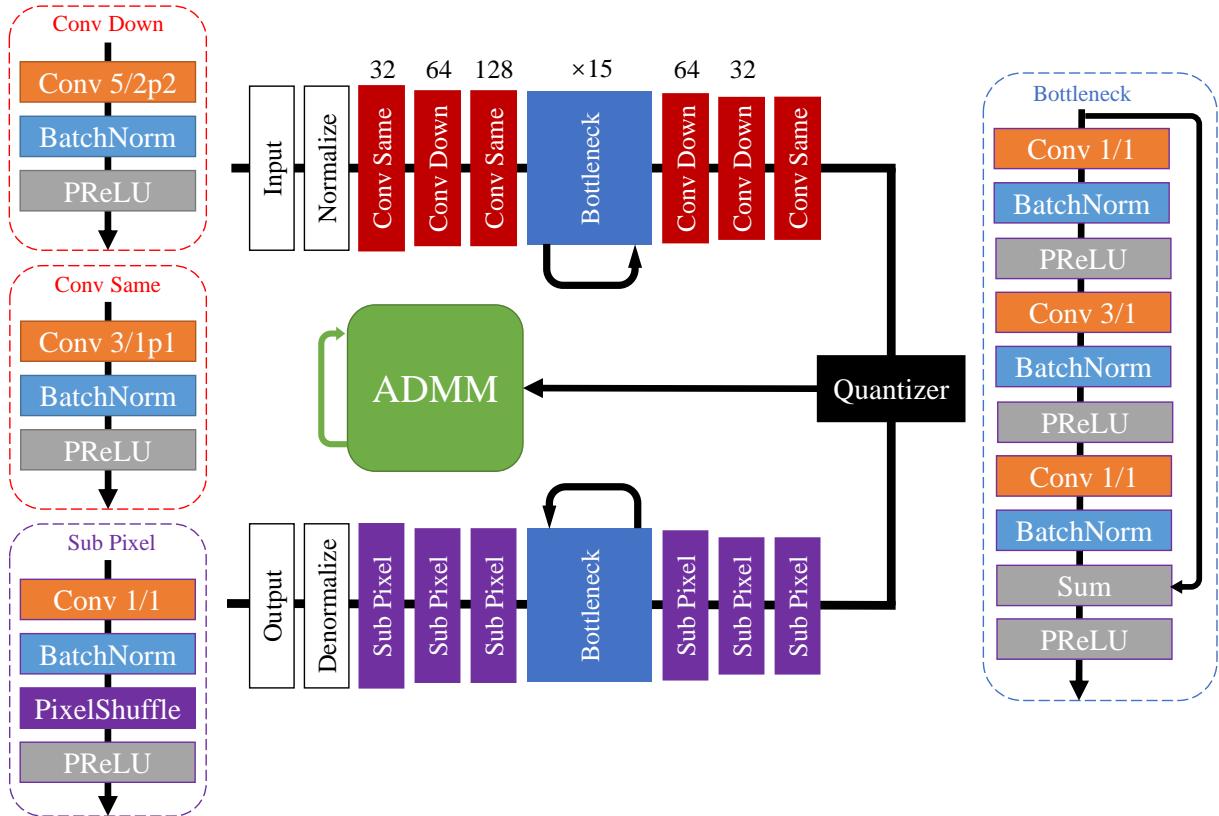 Conv Down
Conv 5/2p2
BatchNorm
PReLU
Conv Same
Conv 3/1p1
BatchNorm
PReLU
Sub Pixel
Conv 1/1
BatchNorm
PixelShuffle
PReLU
32 64 128 ×15 64 32
Input
Normalize
Conv Same
Conv Down
Conv Same
Bottleneck
Conv Down
Conv Down
Conv Same
ADMM
Quantizer
Output
Denormalize
Sub Pixel
Sub Pixel
Sub Pixel
Bottleneck
Sub Pixel
Sub Pixel
Sub Pixel
Bottleneck
Conv 1/1
BatchNorm
PReLU
Conv 3/1
BatchNorm
PReLU
Conv 1/1
BatchNorm
Sum
PReLU